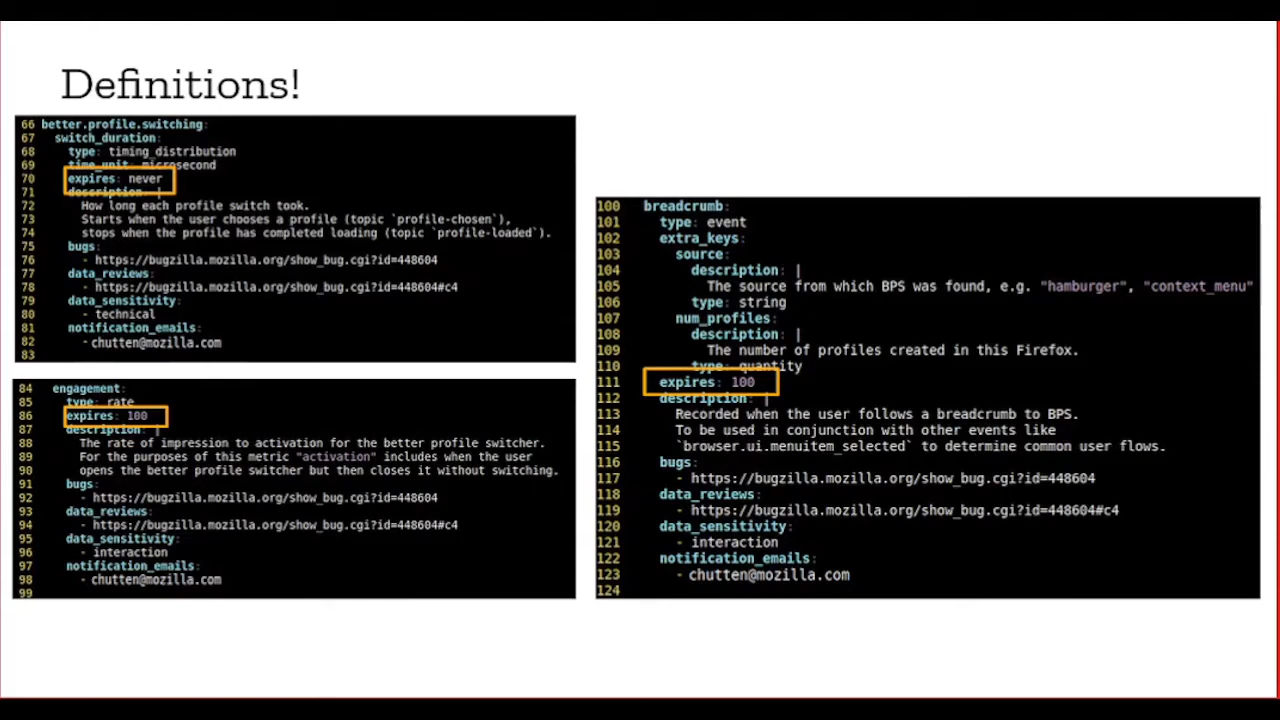 Definitions!
66 better.profile.switching:
67 switch_duration:
68 type: timing_distribution
69 time_unit: microsecond
70 expires: never
71 description: |
72 How long each profile switch took.
73 Starts when the user chooses a profile (topic `profile-chosen`),
74 stops when the profile has completed loading (topic `profile-loaded`).
75 bugs:
76 - https://bugzilla.mozilla.org/show_bug.cgi?id=448604
77 data_reviews:
78 - https://bugzilla.mozilla.org/show_bug.cgi?id=448604#c4
79 data_sensitivity:
80 - technical
81 notification_emails:
82 - chutten@mozilla.com
83
84 engagement:
85 type: rate
86 expires: 100
87 description: |
88 The rate of impression to activation for the better profile switcher.
89 For the purposes of this metric "activation" includes when the user
90 opens the better profile switcher but then closes it without switching.
91 bugs:
92 - https://bugzilla.mozilla.org/show_bug.cgi?id=448604
93 data_reviews:
94 - https://bugzilla.mozilla.org/show_bug.cgi?id=448604#c4
95 data_sensitivity:
96 - interaction
97 notification_emails:
98 - chutten@mozilla.com
99
100 breadcrumb:
101 type: event
102 extra_keys:
103 source:
104 description: |
105 The source from which BPS was found, e.g. "hamburger", "context_menu"
106 type: string
107 num_profiles:
108 description: |
109 The number of profiles created in this Firefox.
110 type: quantity
111 expires: 100
112 description: |
113 Recorded when the user follows a breadcrumb to BPS.
114 To be used in conjunction with other events like
115 `browser.ui.menuitem_selected` to determine common user flows.
116 bugs:
117 - https://bugzilla.mozilla.org/show_bug.cgi?id=448604
118 data_reviews:
119 - https://bugzilla.mozilla.org/show_bug.cgi?id=448604#c4
120 data_sensitivity:
121 - interaction
122 notification_emails:
123 - chutten@mozilla.com
124